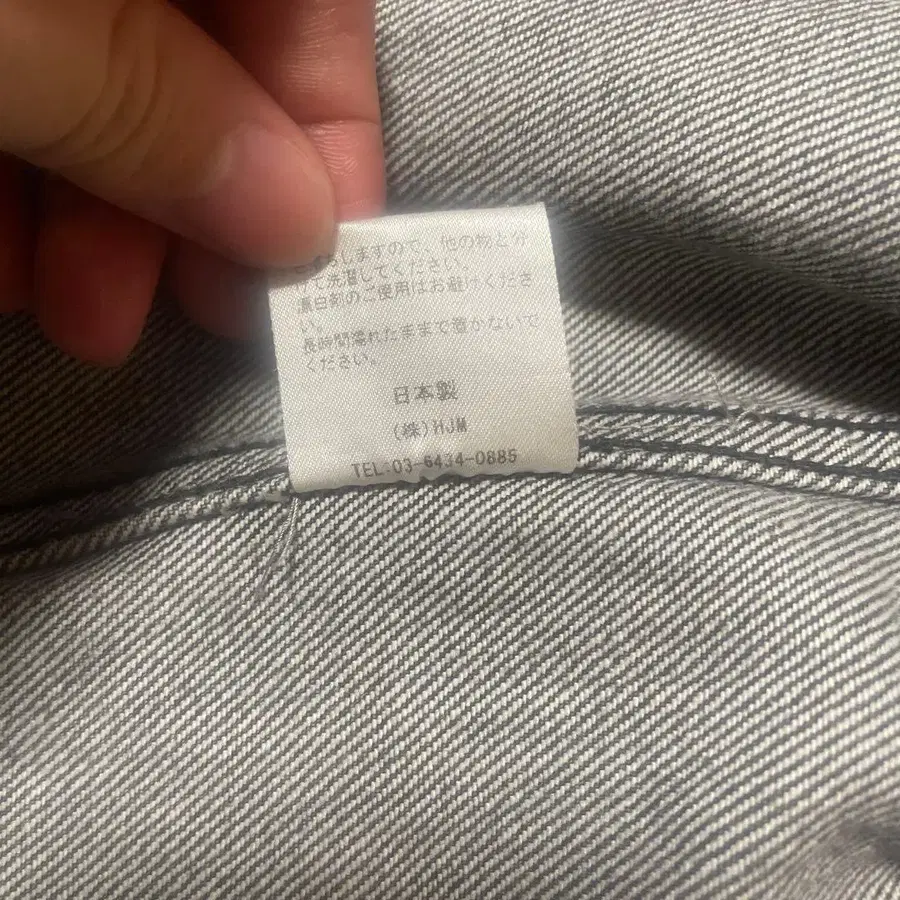 しますので、他の物と分
けて洗濯してください。
漂白剤のご使用はお避けくださ
い。
長時間濡れたままで置かないで
ください。
日本製
(株)HJM
TEL:03-6434-0885